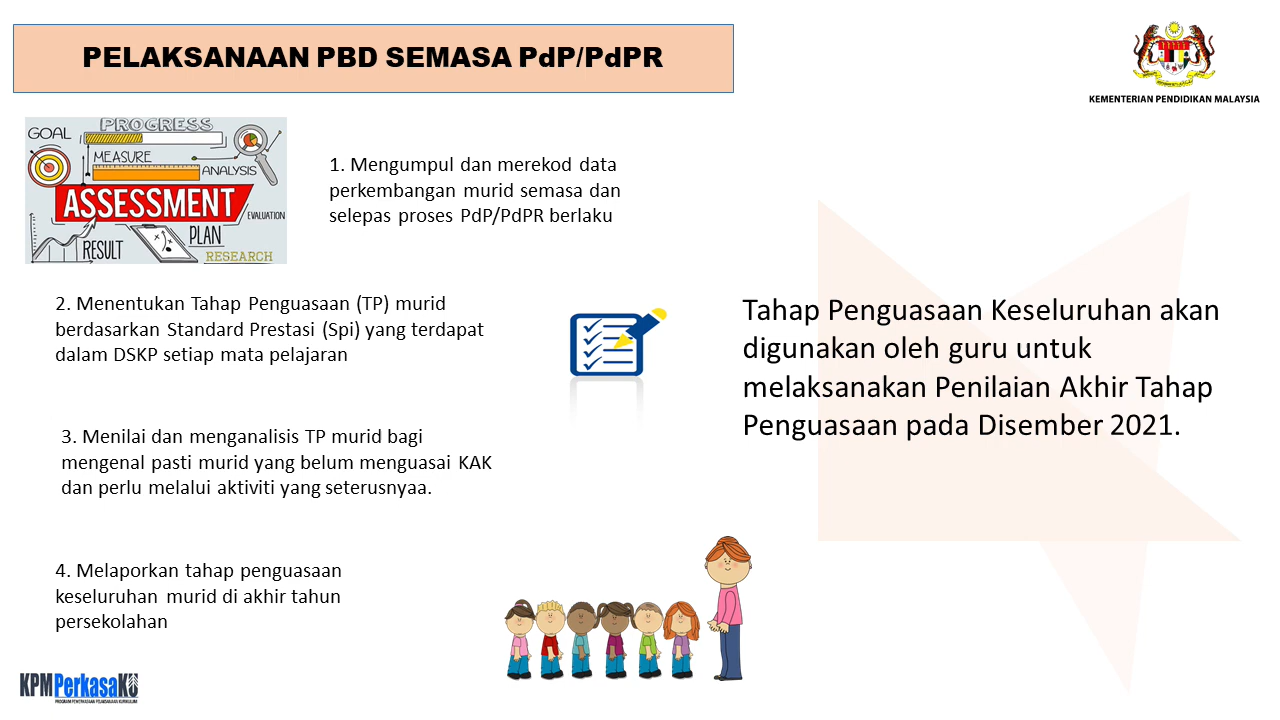 PELAKSANAAN PBD SEMASA PdP/PdPR
KEMENTERIAN PENDIDIKAN MALAYSIA
GOAL
PROGRESS
MEASURE
ANALYSIS
ASSESSMENT
EVALUATION
RESULT
PLAN
RESEARCH
1. Mengumpul dan merekod data
perkembangan murid semasa dan
selepas proses PdP/PdPR berlaku
2. Menentukan Tahap Penguasaan (TP) murid
berdasarkan Standard Prestasi (Spi) yang terdapat
dalam DSKP setiap mata pelajaran
3. Menilai dan menganalisis TP murid bagi
mengenal pasti murid yang belum menguasai KAK
dan perlu melalui aktiviti yang seterusnyaa.
4. Melaporkan tahap penguasaan
keseluruhan murid di akhir tahun
persekolahan
Tahap Penguasaan Keseluruhan akan
digunakan oleh guru untuk
melaksanakan Penilaian Akhir Tahap
Penguasaan pada Disember 2021.
KPMPerkasaKU
PROGRAM PEMERKASAAN PELAKSANAAN KURIKULUM